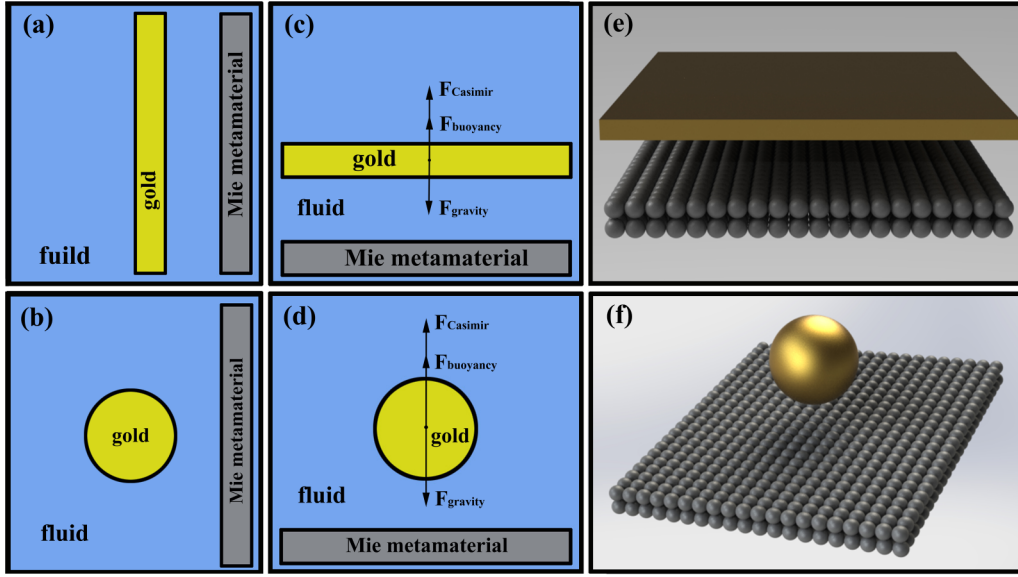 (a)
gold
Mie metamaterial
fuild
(b)
gold
Mie metamaterial
fluid
(c)
FCasimir
Fbuoyancy
gold
fluid
Fgravity
Mie metamaterial
(d)
FCasimir
Fbuoyancy
gold
fluid
Fgravity
Mie metamaterial
(e)
(f)